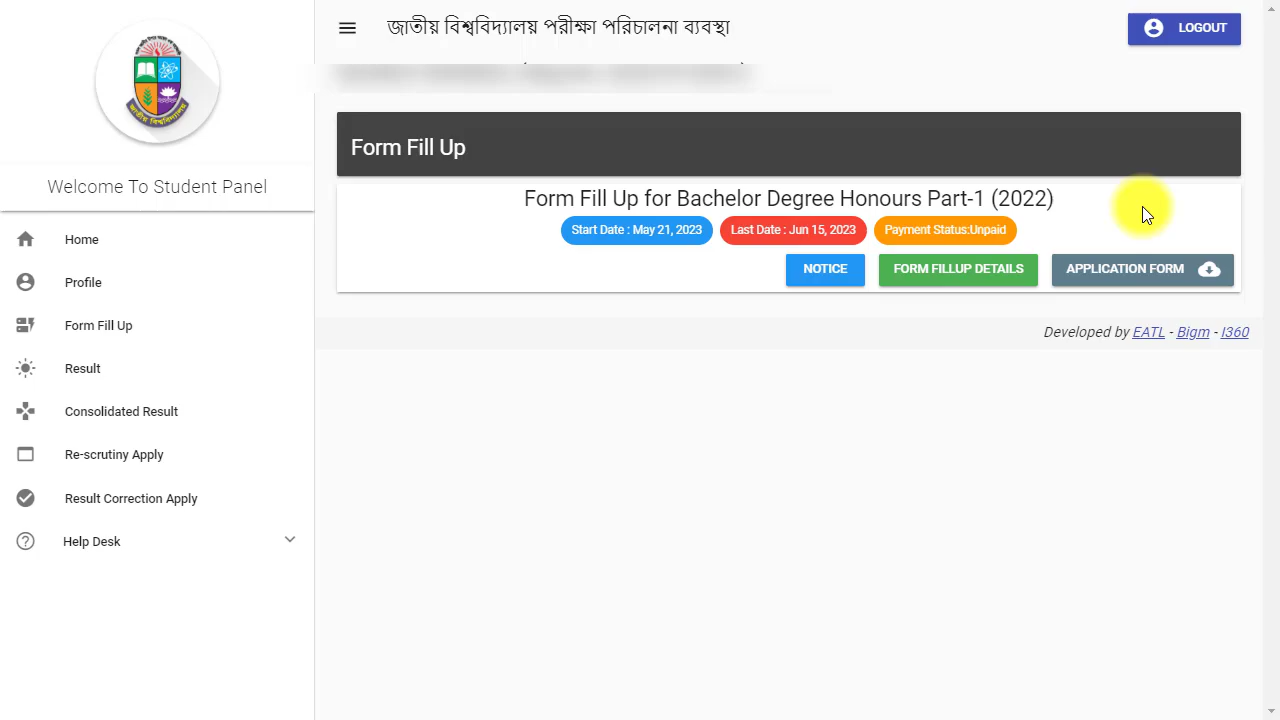 জাতীয় বিশ্ববিদ্যালয় পরীক্ষা পরিচালনা ব্যবস্থা
LOGOUT
জাতীয় বিশ্ববিদ্যালয়
Welcome To Student Panel
Home
Profile
Form Fill Up
Result
Consolidated Result
Re-scrutiny Apply
Result Correction Apply
Help Desk
Form Fill Up
Form Fill Up for Bachelor Degree Honours Part-1 (2022)
Start Date : May 21, 2023 Last Date : Jun 15, 2023 Payment Status:Unpaid
NOTICE FORM FILLUP DETAILS APPLICATION FORM
Developed by EATL - Bigm - I360